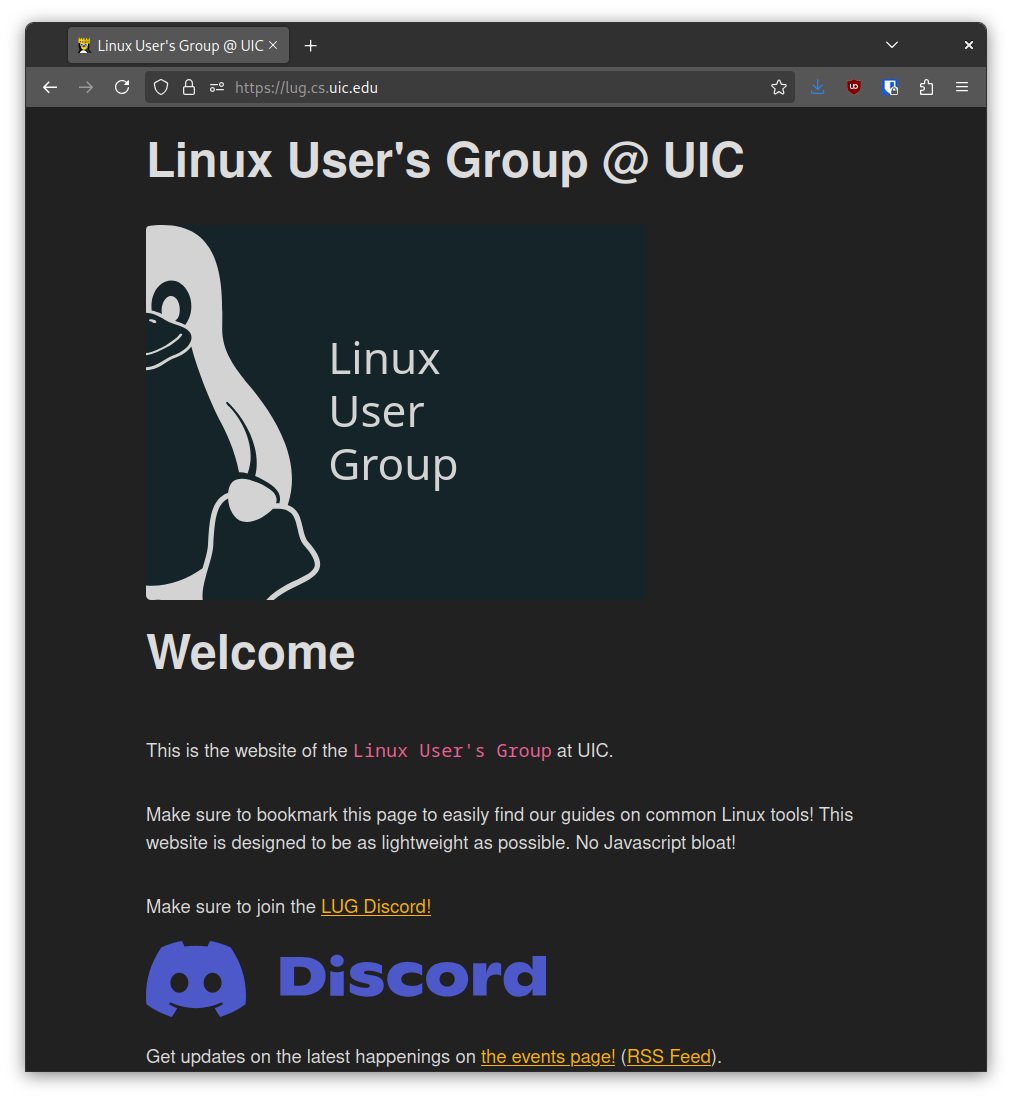 Linux User's Group @ UIC
https://lug.cs.uic.edu
Linux User's Group @ UIC
Linux
User
Group
Welcome
This is the website of the Linux User's Group at UIC.
Make sure to bookmark this page to easily find our guides on common Linux tools! This
website is designed to be as lightweight as possible. No Javascript bloat!
Make sure to join the LUG Discord!
Discord
Get updates on the latest happenings on the events page! (RSS Feed).